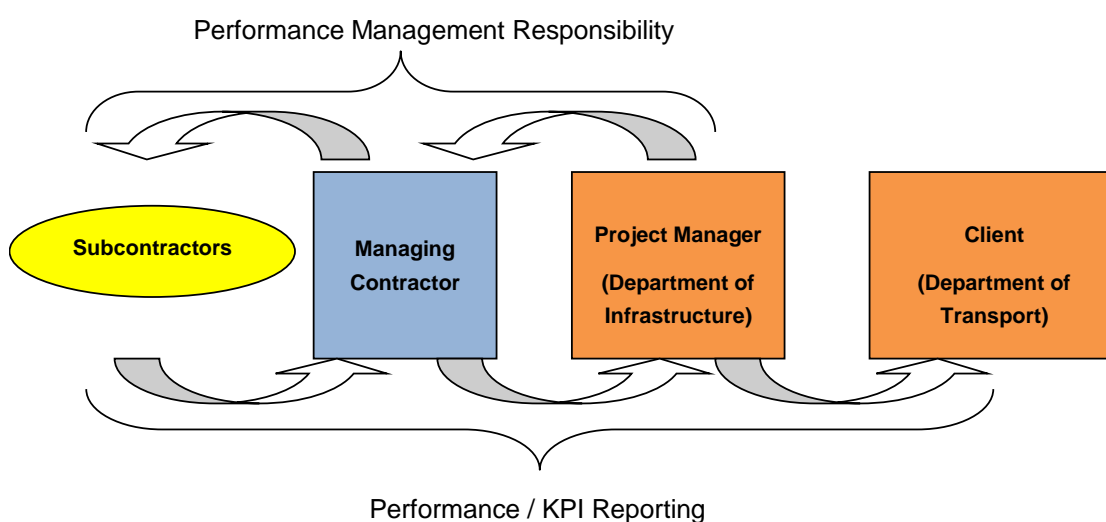 Performance Management Responsibility
Subcontractors
Managing
Contractor
Project Manager
(Department of
Infrastructure)
Client
(Department of
Transport)
Performance / KPI Reporting